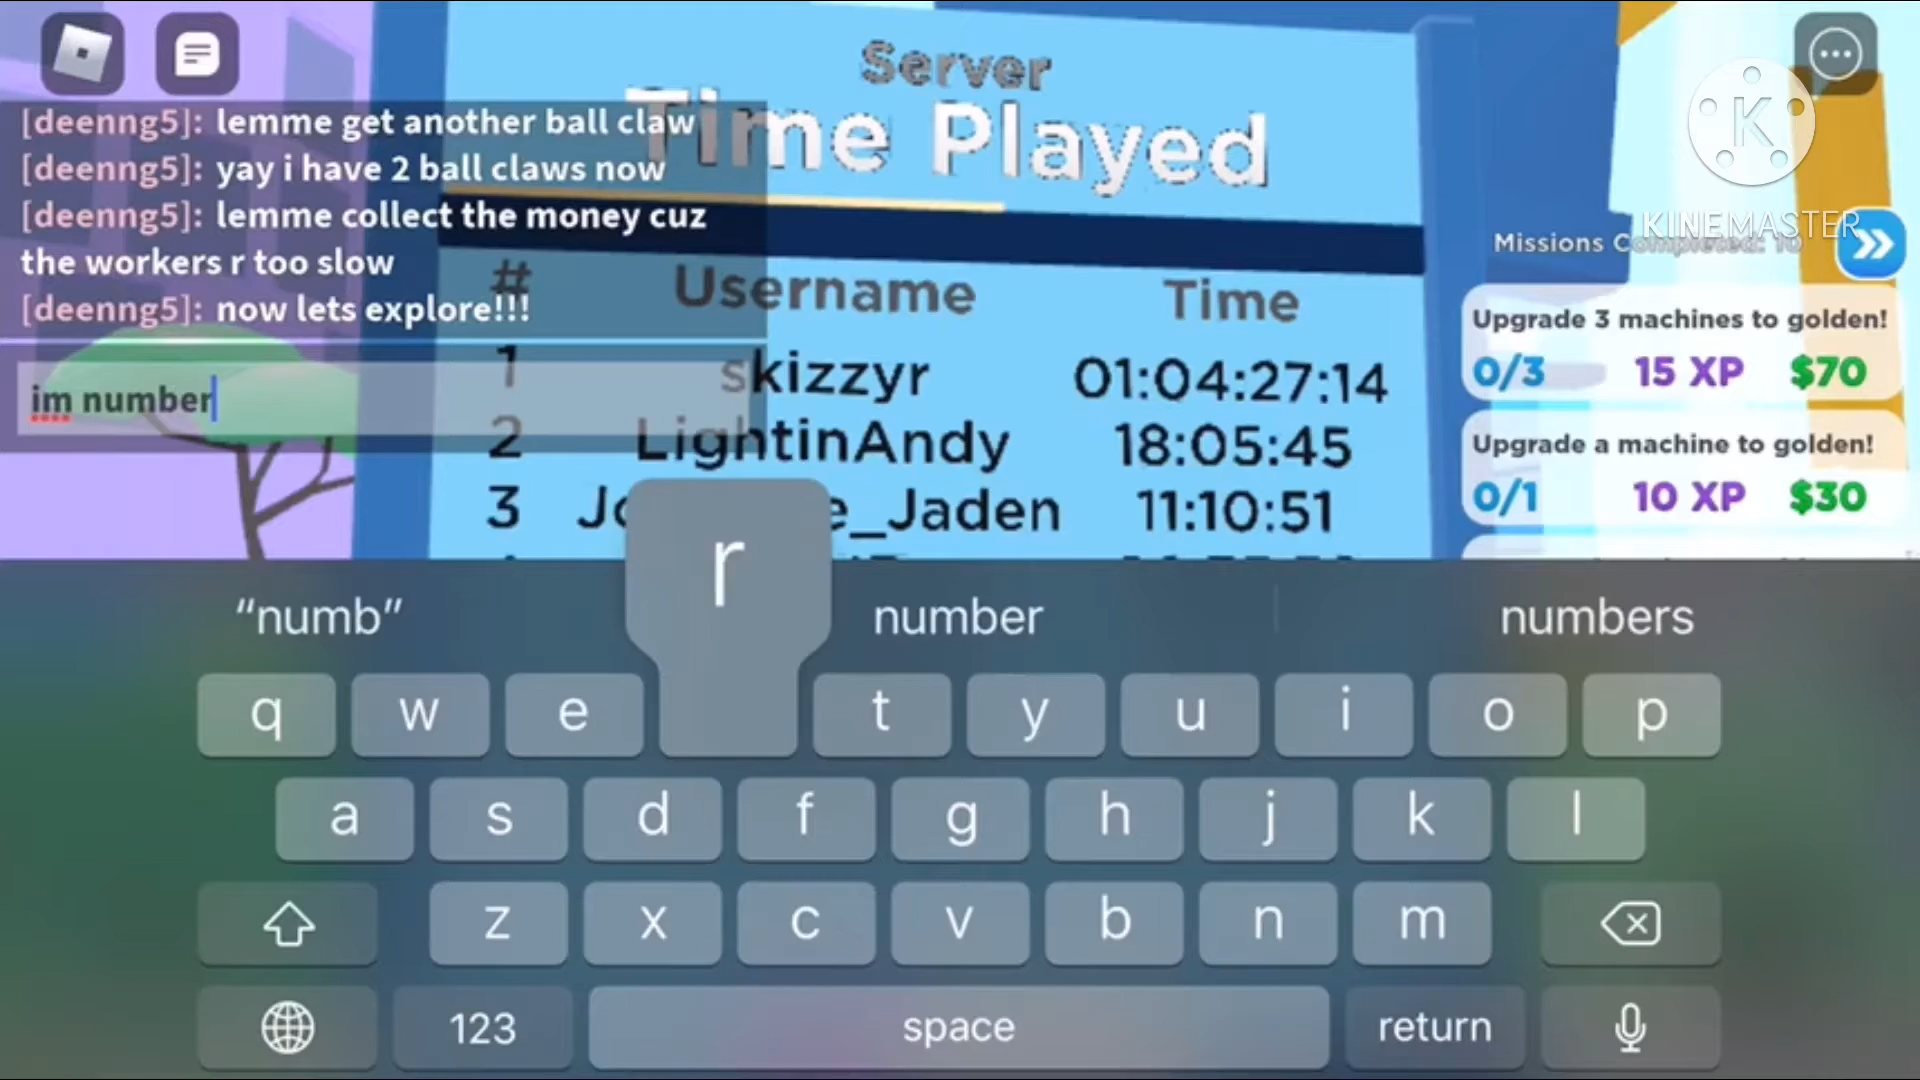 Server
Time Played
[deenng5]: lemme get another ball claw
[deenng5]: yay i have 2 ball claws now
[deenng5]: lemme collect the money cuz
the workers r too slow
[deenng5]: now lets explore!!!
im number
# Username Time
1 skizzyr 01:04:27:14
2 LightinAndy 18:05:45
3 e_Jaden 11:10:51
K
KINEMASTER
Missions Completed: 10
Upgrade 3 machines to golden!
0/3 15 XP $70
Upgrade a machine to golden!
0/1 10 XP $30
"numb" number numbers
r
q w e t y u i o p
a s d f g h j k l
z x c v b n m
123 space return